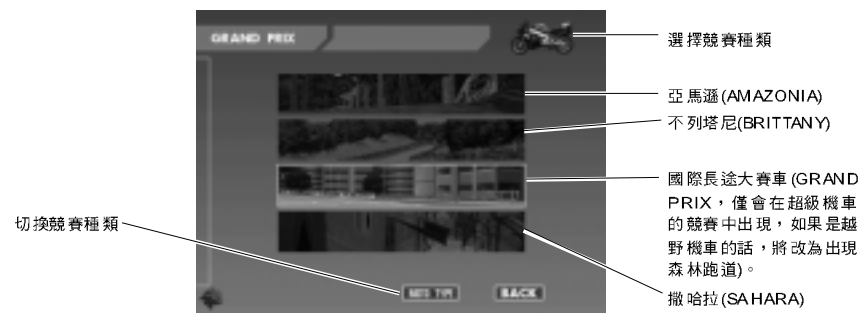 GRAND PRIX
選擇競賽種類
亞馬遜(AMAZONIA)
不列塔尼(BRITTANY)
國際長途大賽車(GRAND
PRIX，僅會在超級機車
的競賽中出現，如果是越
野機車的話，將改為出現
森林跑道)。
撒哈拉(SAHARA)
切換競賽種類
MOTO TYPE
BACK